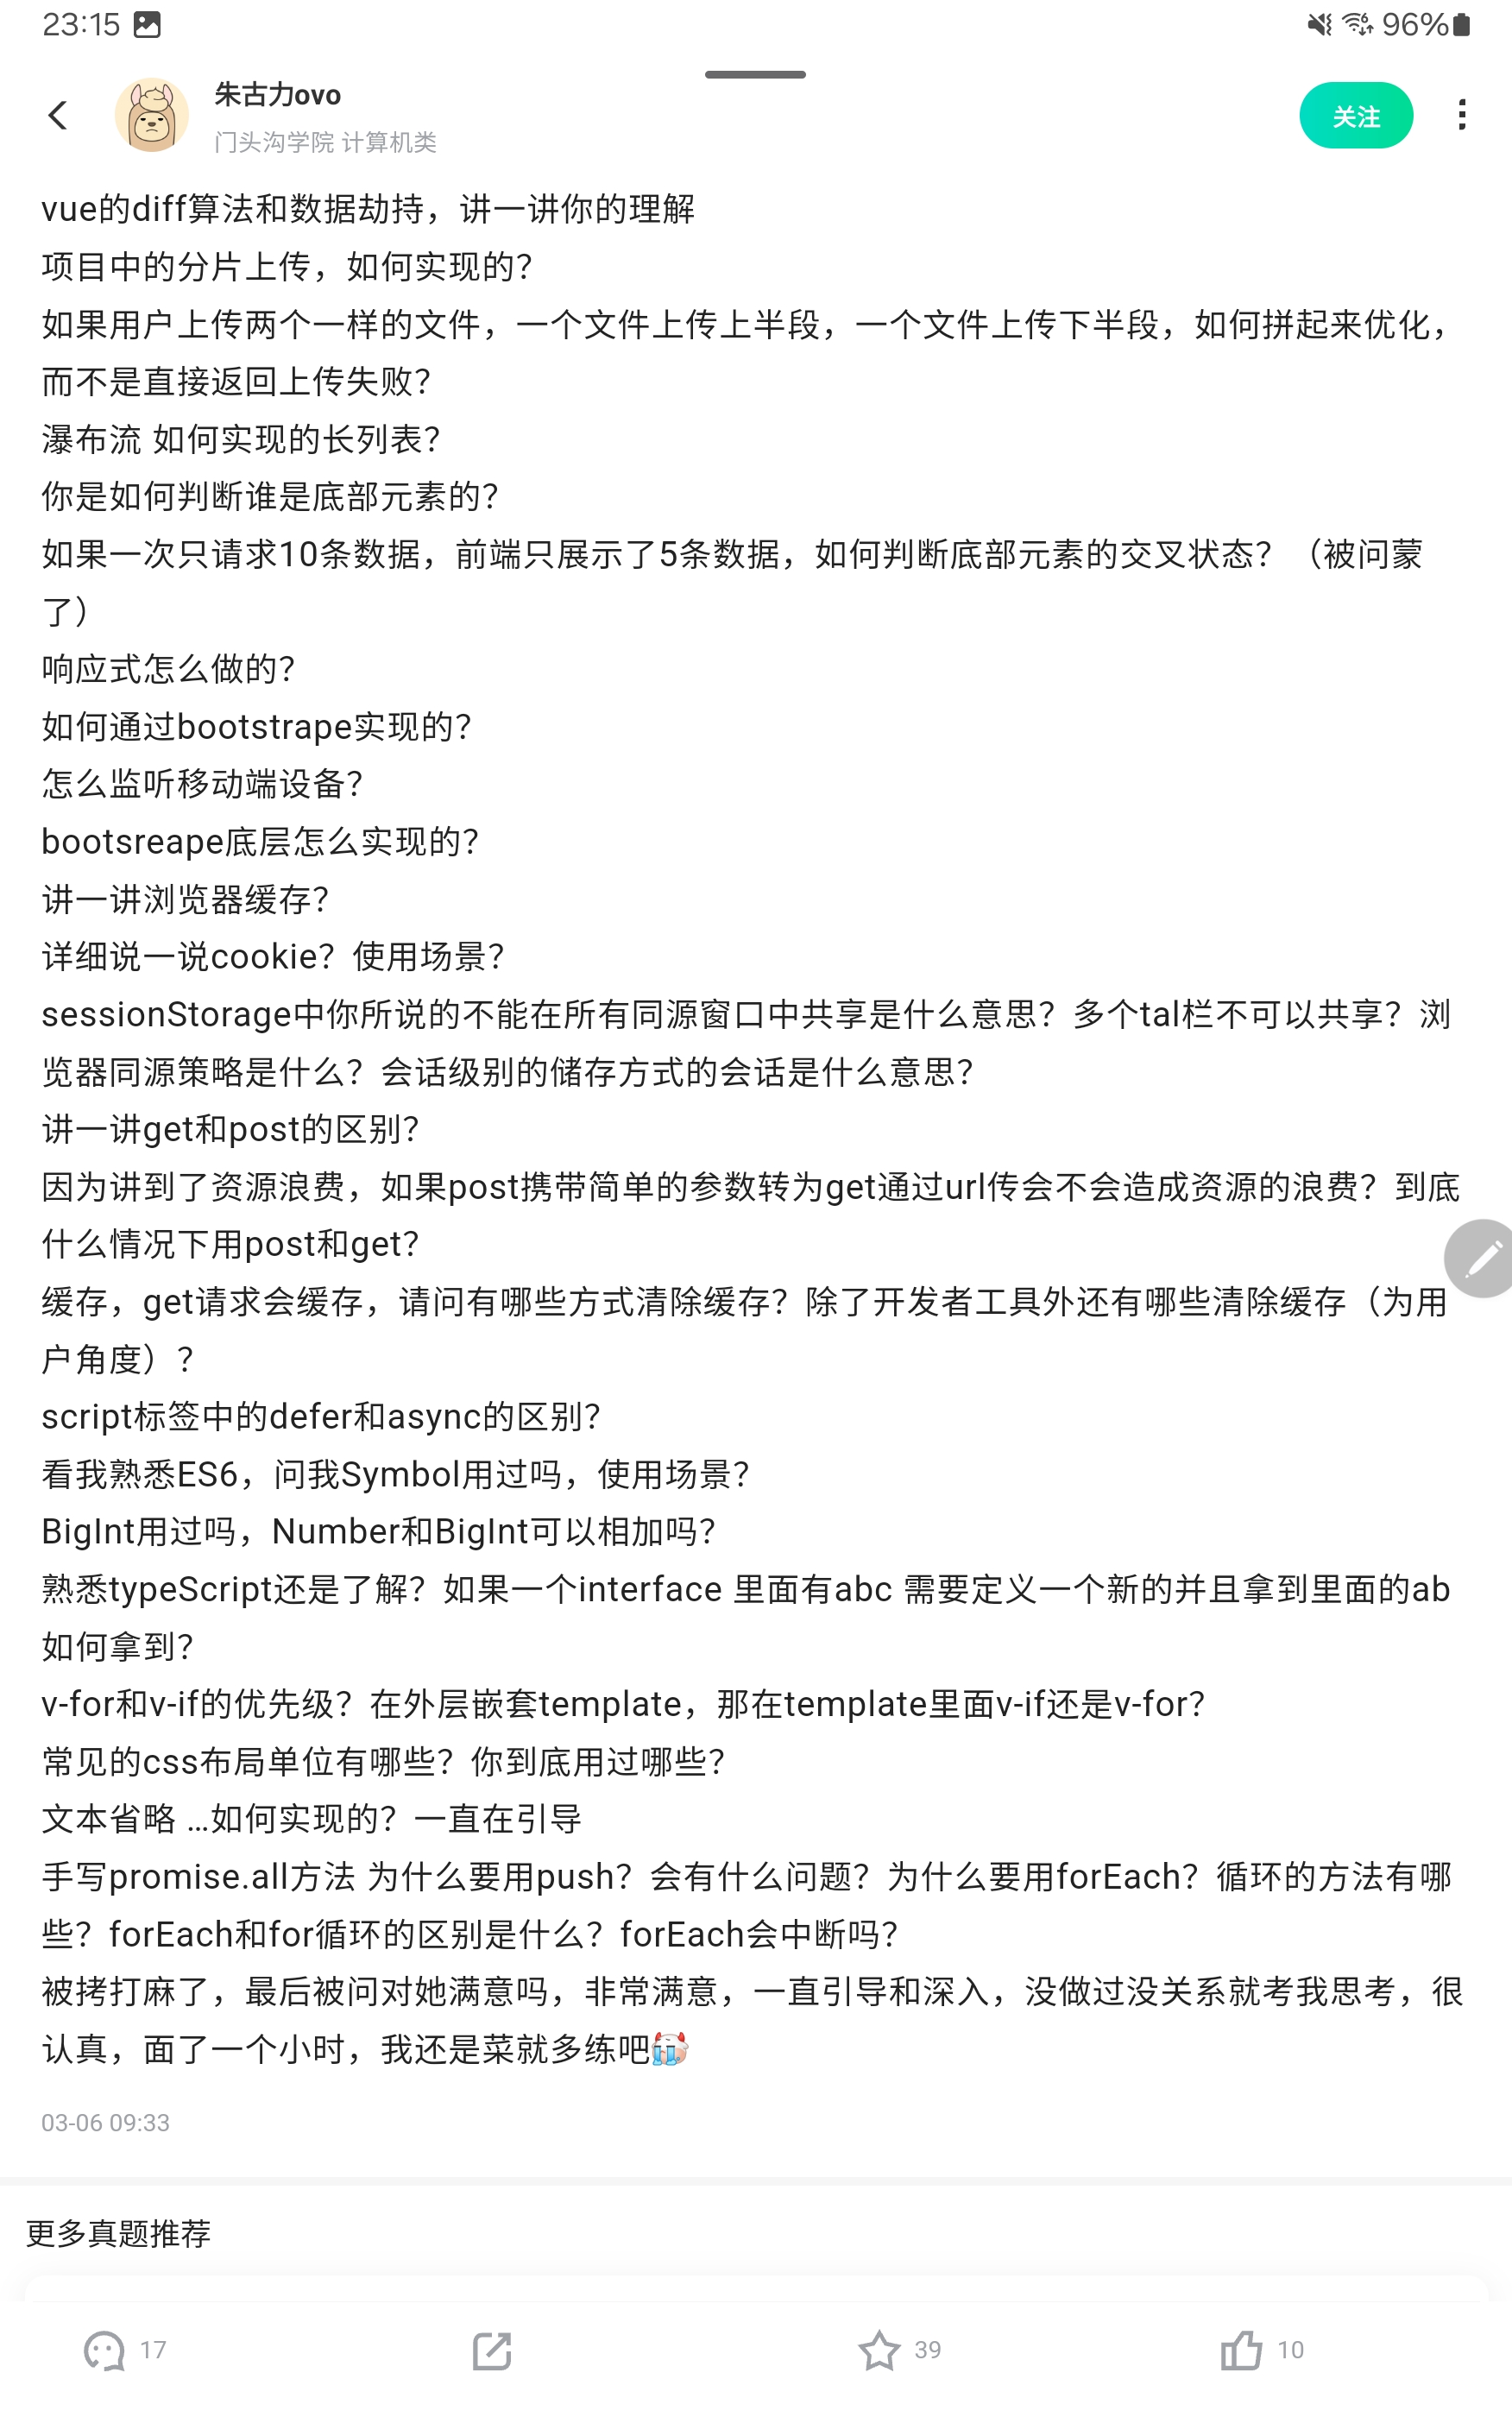 23:15
96%
朱古力ovo
门头沟学院 计算机类
关注
vue的diff算法和数据劫持，讲一讲你的理解
项目中的分片上传，如何实现的？
如果用户上传两个一样的文件，一个文件上传上半段，一个文件上传下半段，如何拼起来优化，
而不是直接返回上传失败？
瀑布流 如何实现的长列表？
你是如何判断谁是底部元素的？
如果一次只请求10条数据，前端只展示了5条数据，如何判断底部元素的交叉状态？（被问蒙
了）
响应式怎么做的？
如何通过bootstrape实现的？
怎么监听移动端设备？
bootsreape底层怎么实现的？
讲一讲浏览器缓存？
详细说一说cookie？使用场景？
sessionStorage中你所说的不能在所有同源窗口中共享是什么意思？多个tal栏不可以共享？浏
览器同源策略是什么？会话级别的储存方式的会话是什么意思？
讲一讲get和post的区别？
因为讲到了资源浪费，如果post携带简单的参数转为get通过url传会不会造成资源的浪费？到底
什么情况下用post和get？
缓存，get请求会缓存，请问有哪些方式清除缓存？除了开发者工具外还有哪些清除缓存（为用
户角度）？
script标签中的defer和async的区别？
看我熟悉ES6，问我Symbol用过吗，使用场景？
BigInt用过吗，Number和BigInt可以相加吗？
熟悉typeScript还是了解？如果一个interface 里面有abc 需要定义一个新的并且拿到里面的ab
如何拿到？
v-for和v-if的优先级？在外层嵌套template，那在template里面v-if还是v-for？
常见的css布局单位有哪些？你到底用过哪些？
文本省略 ...如何实现的？一直在引导
手写promise.all方法 为什么要用push？会有什么问题？为什么要用forEach？循环的方法有哪
些？forEach和for循环的区别是什么？forEach会中断吗？
被拷打麻了，最后被问对她满意吗，非常满意，一直引导和深入，没做过没关系就考我思考，很
认真，面了一个小时，我还是菜就多练吧
03-06 09:33
更多真题推荐
17
39
10